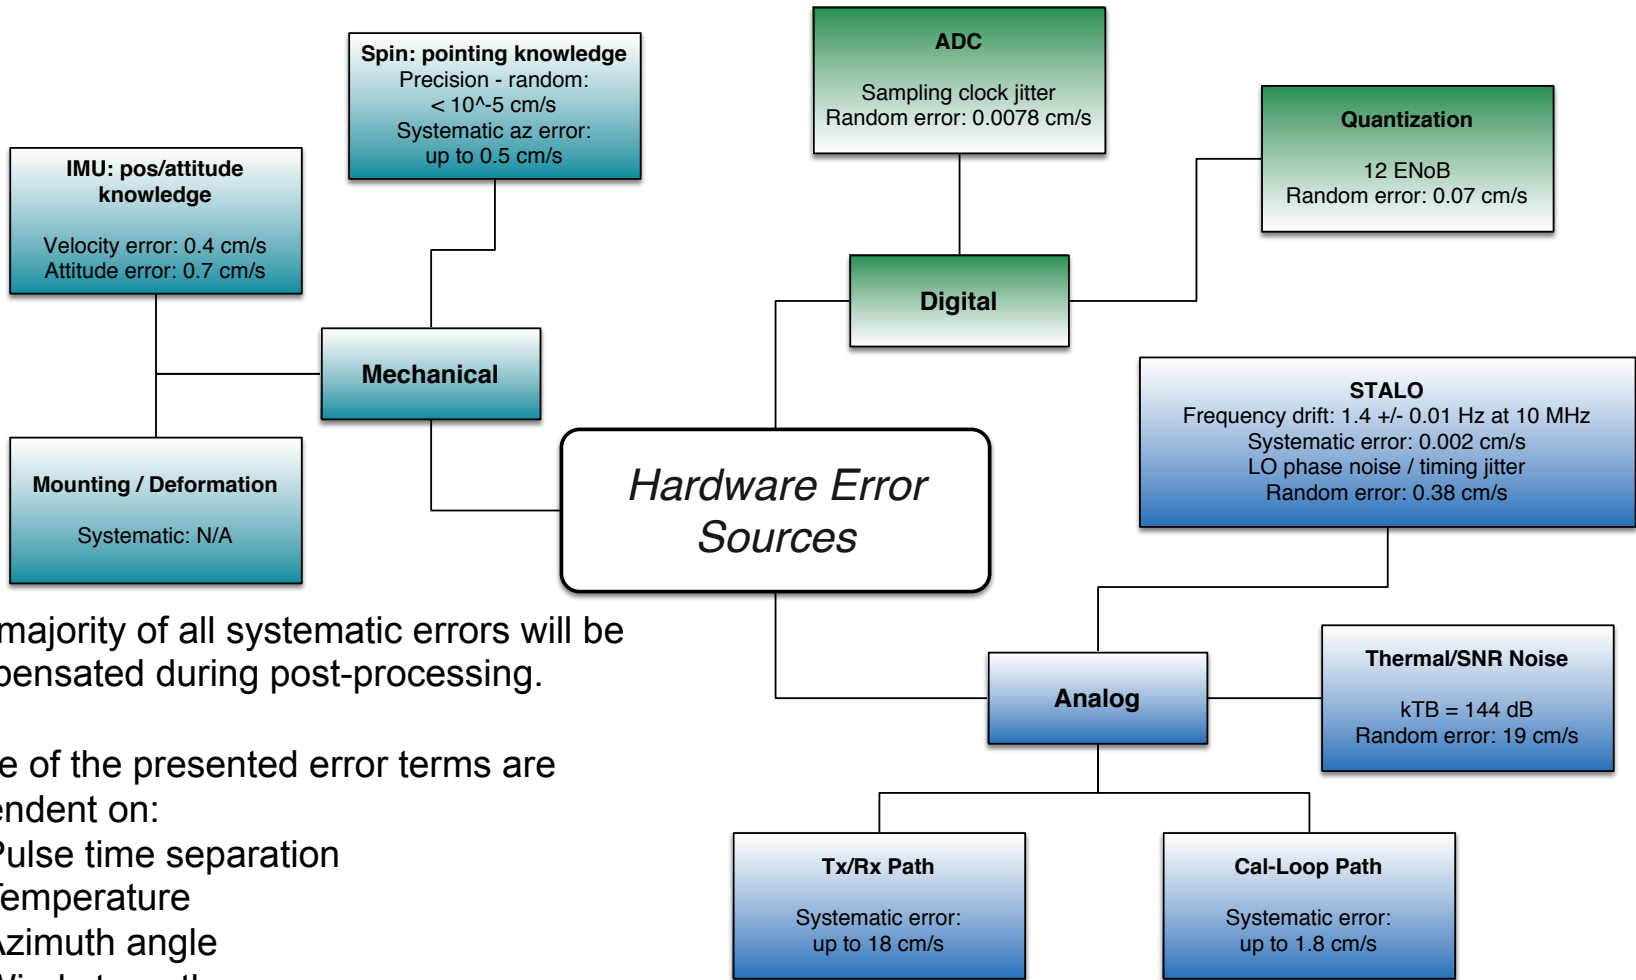 ADC
Sampling clock jitter
Random error: 0.0078 cm/s
Spin: pointing knowledge
Precision - random:
< 10^-5 cm/s
Systematic az error:
up to 0.5 cm/s
Quantization
12 ENoB
Random error: 0.07 cm/s
IMU: pos/attitude
knowledge
Velocity error: 0.4 cm/s
Attitude error: 0.7 cm/s
Digital
Mechanical
STALO
Frequency drift: 1.4 +/- 0.01 Hz at 10 MHz
Systematic error: 0.002 cm/s
LO phase noise / timing jitter
Random error: 0.38 cm/s
Mounting / Deformation
Systematic: N/A
Hardware Error
Sources
majority of all systematic errors will be
pensated during post-processing.
e of the presented error terms are
endent on:
Pulse time separation
Temperature
Azimuth angle
Analog
Thermal/SNR Noise
kTB = 144 dB
Random error: 19 cm/s
Tx/Rx Path
Systematic error:
up to 18 cm/s
Cal-Loop Path
Systematic error:
up to 1.8 cm/s